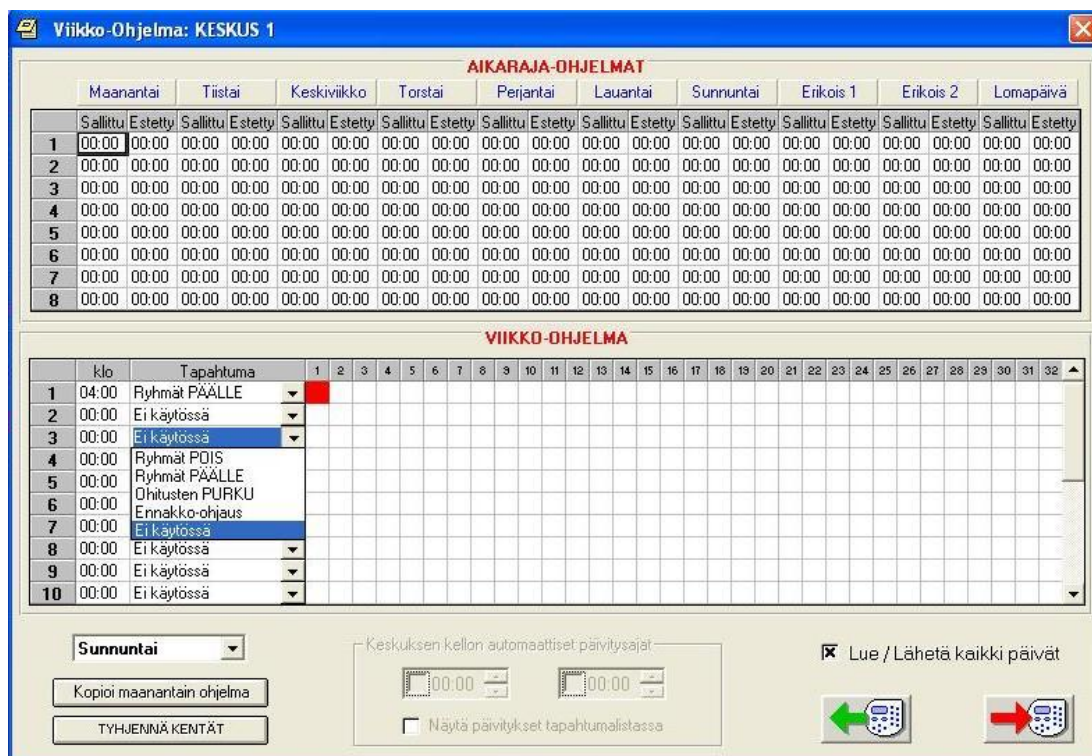 Viikko-Ohjelma: KESKUS 1
AIKARAJA-OHJELMAT
Maanantai Tiistai Keskiviikko Torstai Perjantai Lauantai Sunnuntai Erikois 1 Erikois 2 Lomapäivä
Sallittu Estetty Sallittu Estetty Sallittu Estetty Sallittu Estetty Sallittu Estetty Sallittu Estetty Sallittu Estetty Sallittu Estetty Sallittu Estetty Sallittu Estetty
1 00:00 00:00 00:00 00:00 00:00 00:00 00:00 00:00 00:00 00:00 00:00 00:00 00:00 00:00 00:00 00:00 00:00 00:00 00:00 00:00
2 00:00 00:00 00:00 00:00 00:00 00:00 00:00 00:00 00:00 00:00 00:00 00:00 00:00 00:00 00:00 00:00 00:00 00:00 00:00 00:00
3 00:00 00:00 00:00 00:00 00:00 00:00 00:00 00:00 00:00 00:00 00:00 00:00 00:00 00:00 00:00 00:00 00:00 00:00 00:00 00:00
4 00:00 00:00 00:00 00:00 00:00 00:00 00:00 00:00 00:00 00:00 00:00 00:00 00:00 00:00 00:00 00:00 00:00 00:00 00:00 00:00
5 00:00 00:00 00:00 00:00 00:00 00:00 00:00 00:00 00:00 00:00 00:00 00:00 00:00 00:00 00:00 00:00 00:00 00:00 00:00 00:00
6 00:00 00:00 00:00 00:00 00:00 00:00 00:00 00:00 00:00 00:00 00:00 00:00 00:00 00:00 00:00 00:00 00:00 00:00 00:00 00:00
7 00:00 00:00 00:00 00:00 00:00 00:00 00:00 00:00 00:00 00:00 00:00 00:00 00:00 00:00 00:00 00:00 00:00 00:00 00:00 00:00
8 00:00 00:00 00:00 00:00 00:00 00:00 00:00 00:00 00:00 00:00 00:00 00:00 00:00 00:00 00:00 00:00 00:00 00:00 00:00 00:00
VIIKKO-OHJELMA
klo Tapahtuma 1 2 3 4 5 6 7 8 9 10 11 12 13 14 15 16 17 18 19 20 21 22 23 24 25 26 27 28 29 30 31 32
1 04:00 Ryhmät PÄÄLLE
2 00:00 Ei käytössä
3 00:00 Ei käytössä
4 00:00 Ryhmät POIS
5 00:00 Ryhmät PÄÄLLE
Ohitusten PURKU
6 00:00 Ennakko-ohjaus
7 00:00 Ei käytössä
8 00:00 Ei käytössä
9 00:00 Ei käytössä
10 00:00 Ei käytössä
Sunnuntai
Kopioi maanantain ohjelma
TYHJENNÄ KENTÄT
Keskuksen kellon automaattiset päivitysajat
00:00 00:00
Näytä päivitykset tapahtumalistassa
Lue / Lähetä kaikki päivät